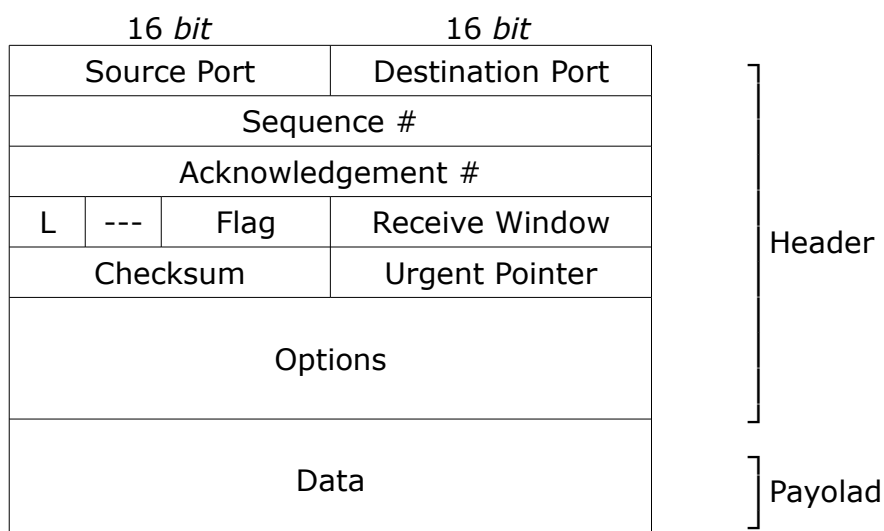 16 bit 16 bit
Source Port Destination Port
Sequence #
Acknowledgement #
L --- Flag Receive Window
Checksum Urgent Pointer
Header
Options
Data
Payolad